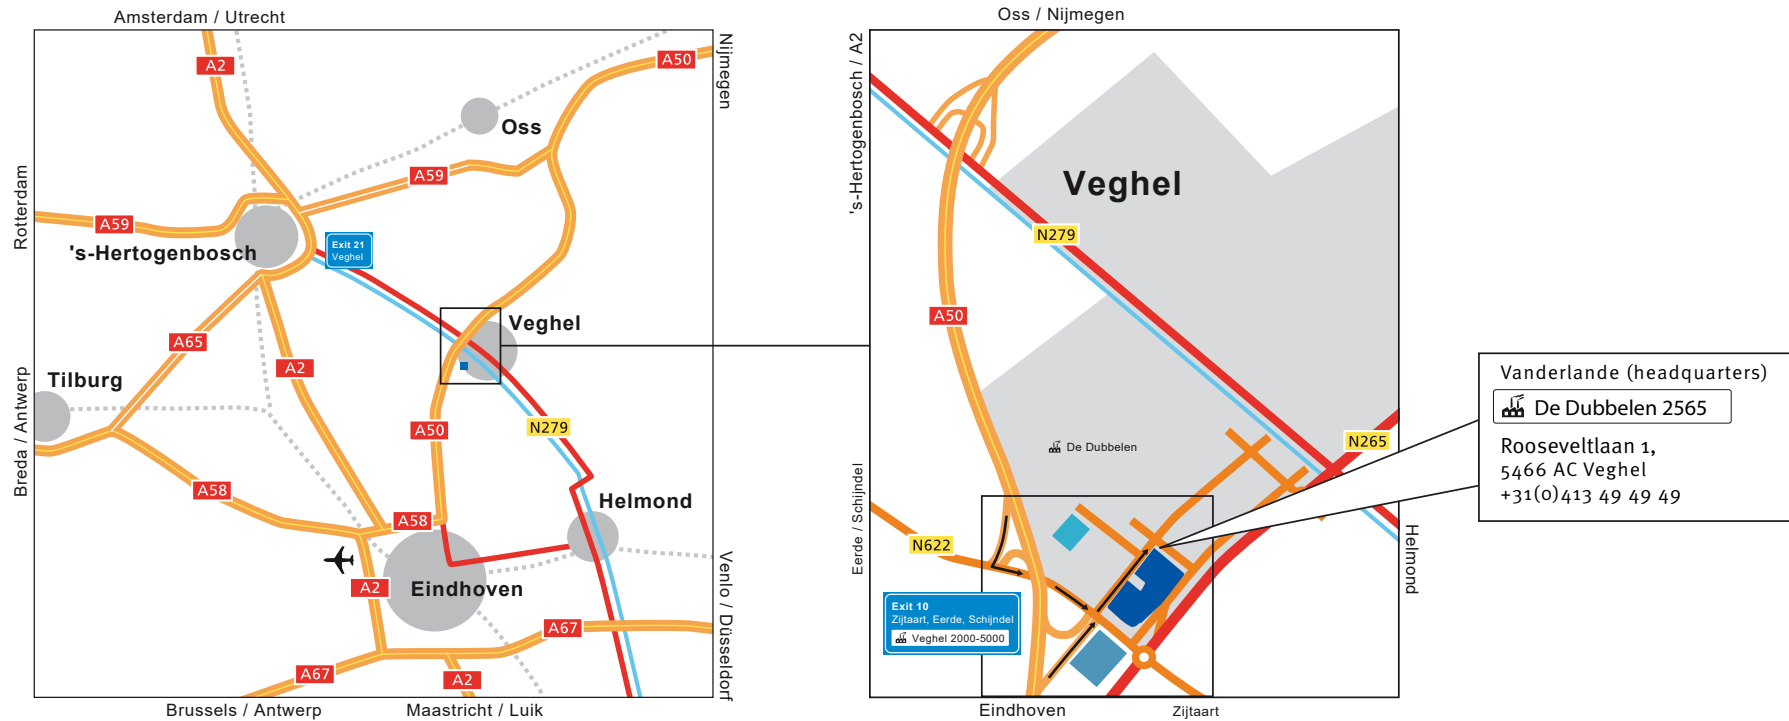 Amsterdam / Utrecht
A2
Nijmegen
A50
Oss
A59
Rotterdam
A59
's-Hertogenbosch
Exit 21
Veghel
Veghel
A65
A2
Tilburg
Breda / Antwerp
A50
N279
A58
A58
Helmond
A2
Eindhoven
Venlo / Düsseldorf
A67
A67
A2
Brussels / Antwerp
Maastricht / Luik
Oss / Nijmegen
's-Hertogenbosch / A2
Veghel
N279
A50
N265
De Dubbelen
Eerde / Schijndel
N622
Helmond
Exit 10
Zijtaart, Eerde, Schijndel
Veghel 2000-5000
Eindhoven
Zijtaart
Vanderlande (headquarters)
De Dubbelen 2565
Rooseveltlaan 1,
5466 AC Veghel
+31(0)413 49 49 49